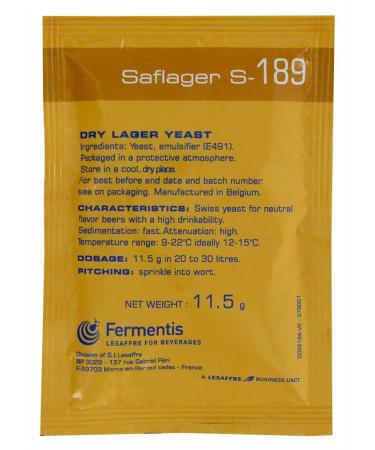 Saflager S-189
DRY LAGER YEAST
Ingredients: Yeast, emulsifier (E491).
Packaged in a protective atmosphere.
Store in a cool, dry place.
For best before end date and batch number
see on packaging. Manufactured in Belgium.
CHARACTERISTICS: Swiss yeast for neutral
flavor beers with a high drinkability.
Sedimentation: fast. Attenuation: high.
Temperature range: 9-22°C ideally 12-15°C.
DOSAGE: 11.5 g in 20 to 30 litres.
PITCHING: sprinkle into wort.
NET WEIGHT: 11.5 g
Fermentis
LESAFFRE FOR BEVERAGES
Division of S.I.Lesaffre
BP 3029 - 137 rue Gabriel Péri
F-59703 Marcq-en-Barœul cedex - France
A LESAFFRE BUSINESS UNIT